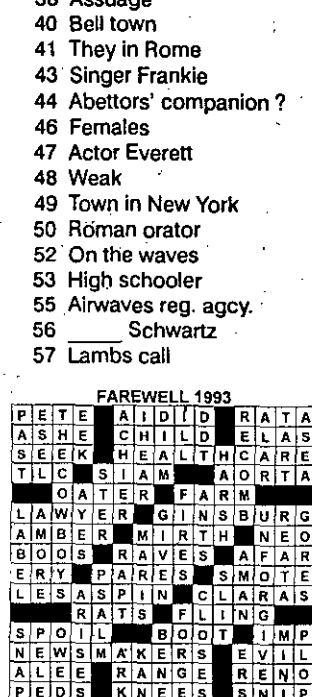 38 Assuage
40 Bell town
41 They in Rome
43 Singer Frankie
44 Abettors' companion ?
46 Females
47 Actor Everett
48 Weak
49 Town in New York
50 Roman orator
52 On the waves
53 High schooler
55 Airwaves reg. agcy.
56 _____ Schwartz
57 Lambs call
FAREWELL 1993
PETE AIDID RATA
ASHE CHILD ELAS
SEEK HEALTHCARE
TLC SIAM AORTA
OATER FARM
LAWYER GINSBURG
AMBER MIRTH NEO
BOOS RAVES AFAR
ERY PARES SMOTE
LESASPIN CLARAS
RATS FLING
SPOIL BOOT IMP
NEWSMAKERS EVIL
ALEE RANGE RENO
PEDS KNEES SNIP